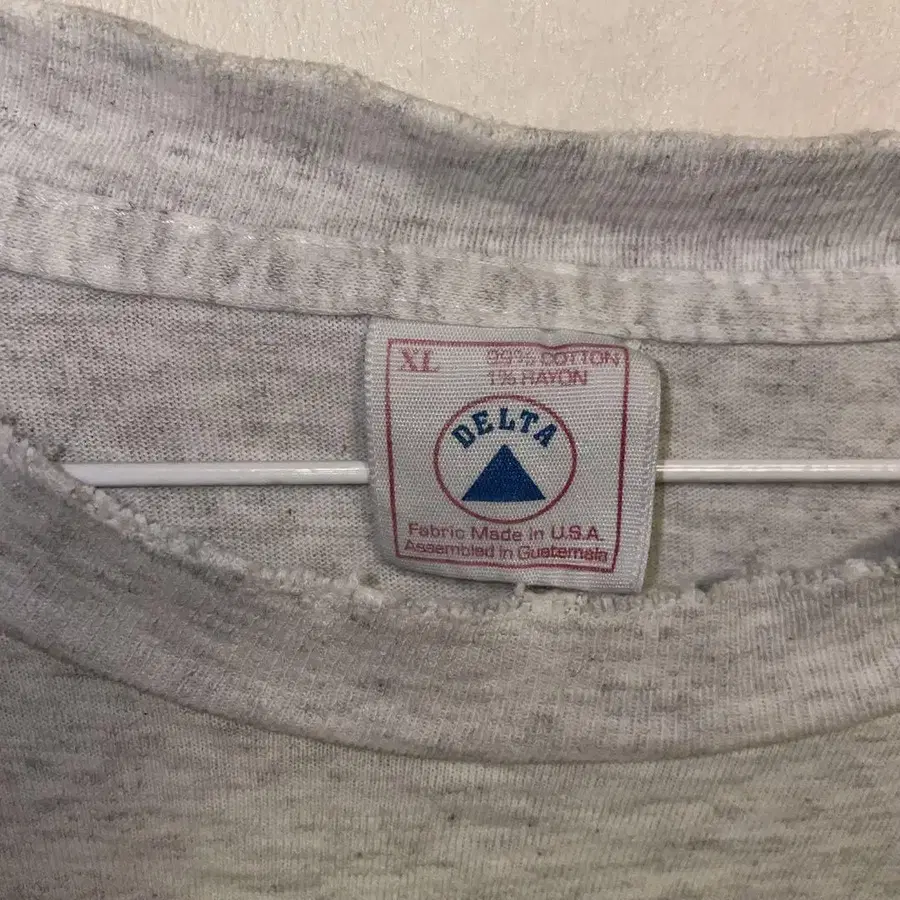 XL
99% COTTON
1% RAYON
DELTA
Fabric Made in U.S.A.
Assembled in Guatemala